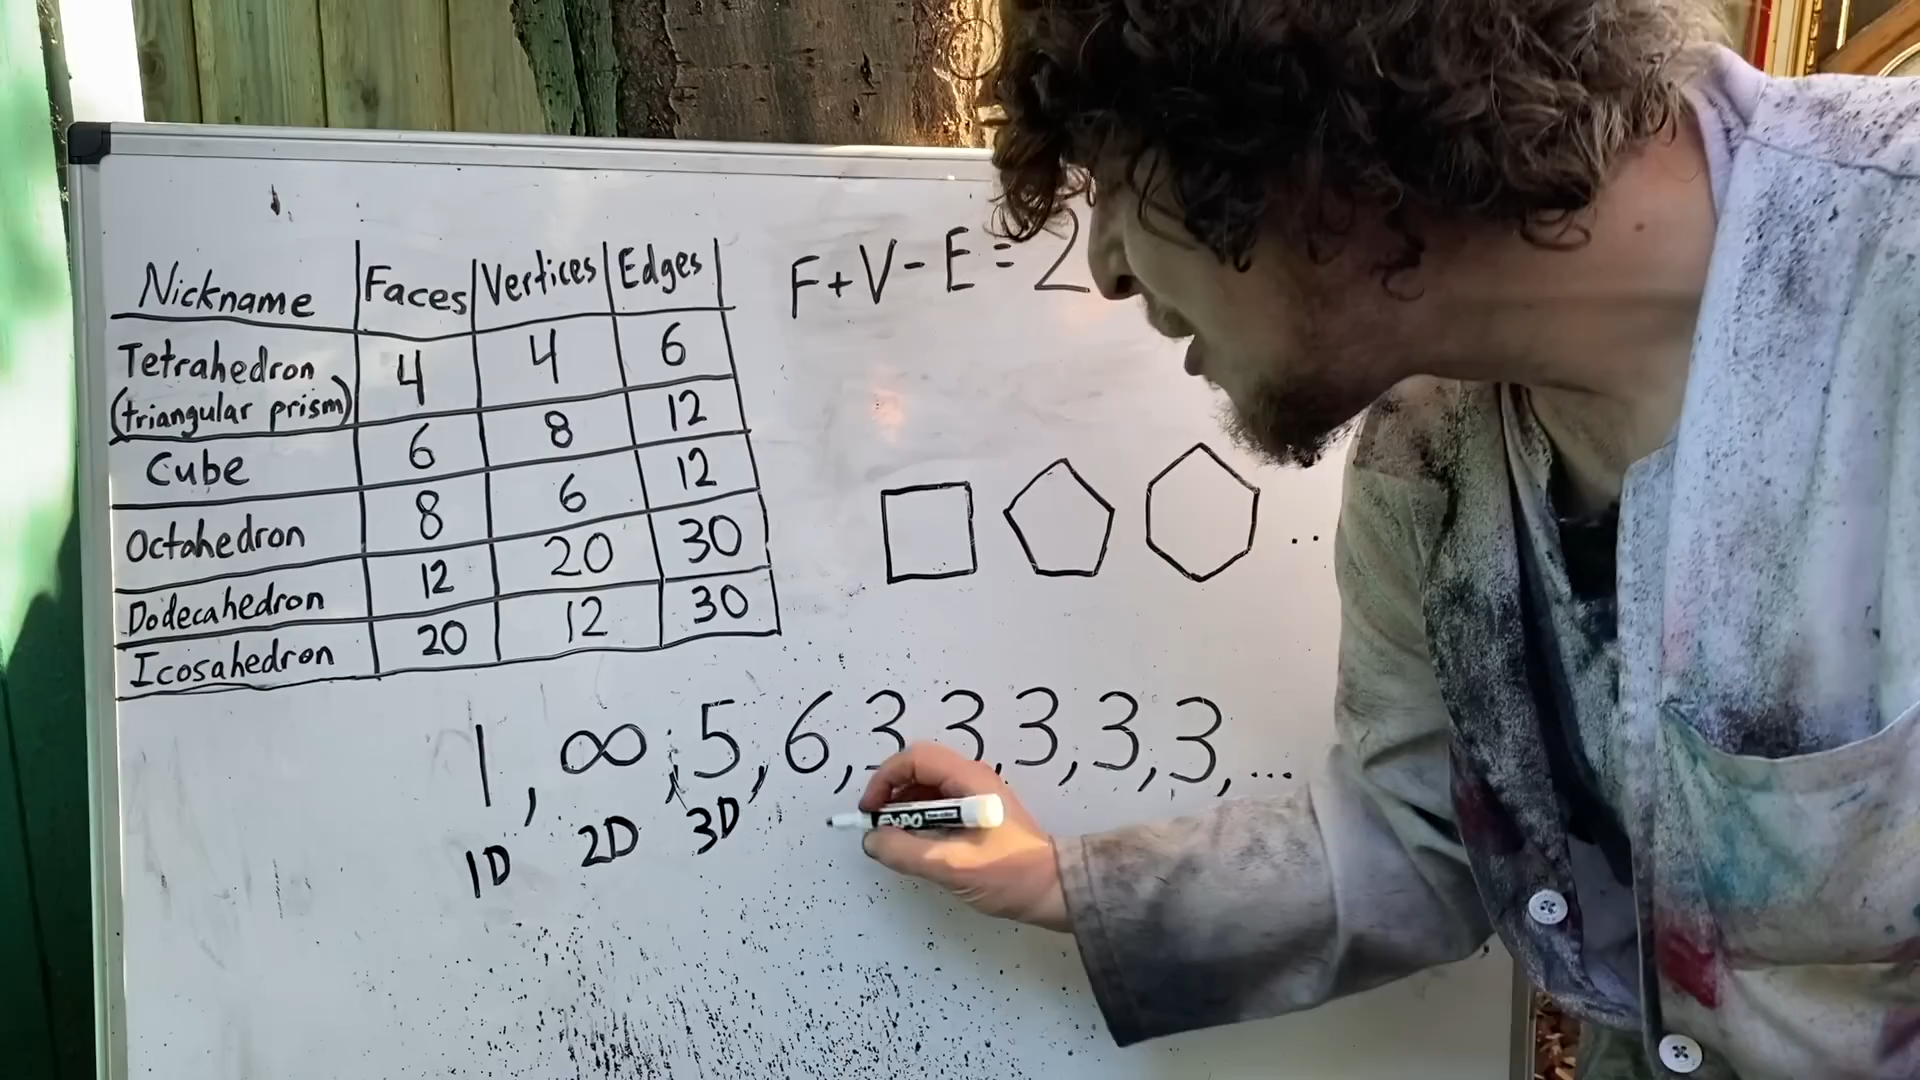 Nickname Faces Vertices Edges
Tetrahedron (triangular prism) 4 4 6
Cube 6 8 12
Octohedron 8 6 12
Dodecahedron 12 20 30
Icosahedron 20 12 30
F+V-E=2
...
1, ∞, 5, 6, 3, 3, 3, 3, 3, ...
1D 2D 3D
EXPO